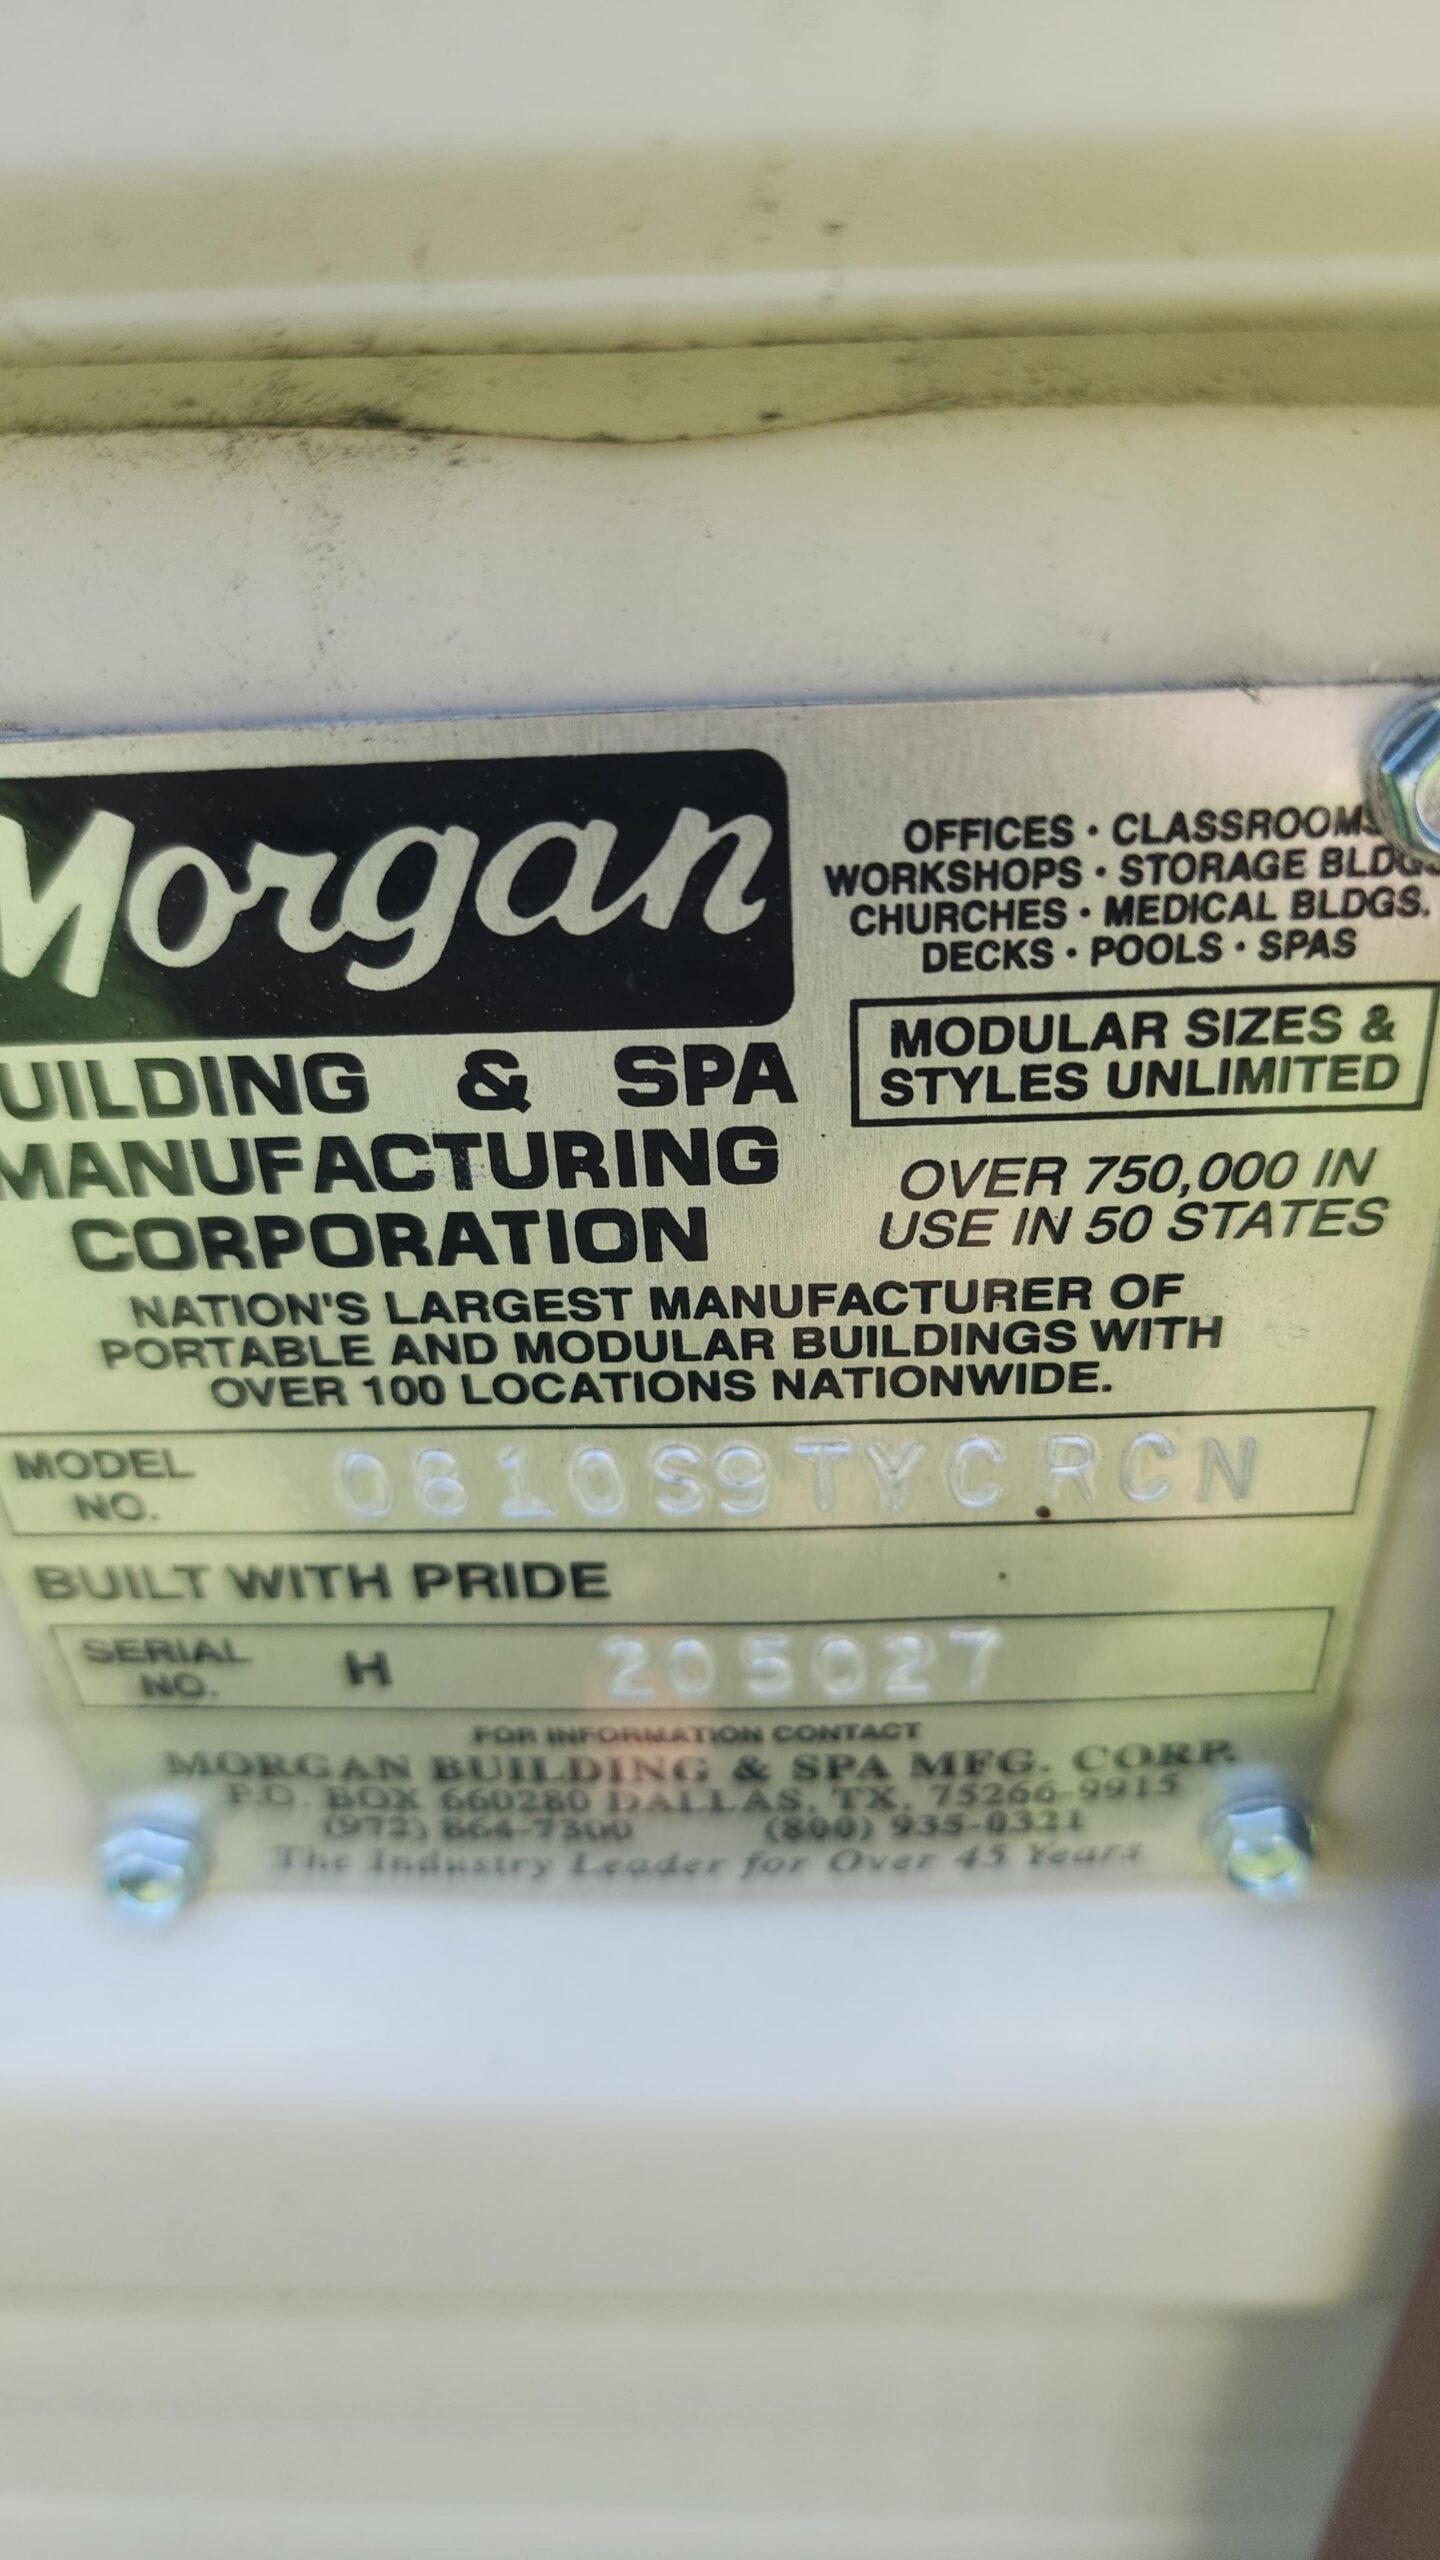 Morgan
UILDING & SPA
MANUFACTURING
CORPORATION
OFFICES • CLASSROOMS
WORKSHOPS • STORAGE BLDGS
CHURCHES • MEDICAL BLDGS.
DECKS • POOLS • SPAS
MODULAR SIZES &
STYLES UNLIMITED
OVER 750,000 IN
USE IN 50 STATES
NATION'S LARGEST MANUFACTURER OF
PORTABLE AND MODULAR BUILDINGS WITH
OVER 100 LOCATIONS NATIONWIDE.
MODEL NO. 0810S9TYCRCN
BUILT WITH PRIDE
SERIAL NO. H 205027
FOR INFORMATION CONTACT
MORGAN BUILDING & SPA MFG. CORP.
P.O. BOX 660280 DALLAS, TX, 75266-9915
(972) 864-7300 (800) 935-0321
The Industry Leader for Over 45 Years